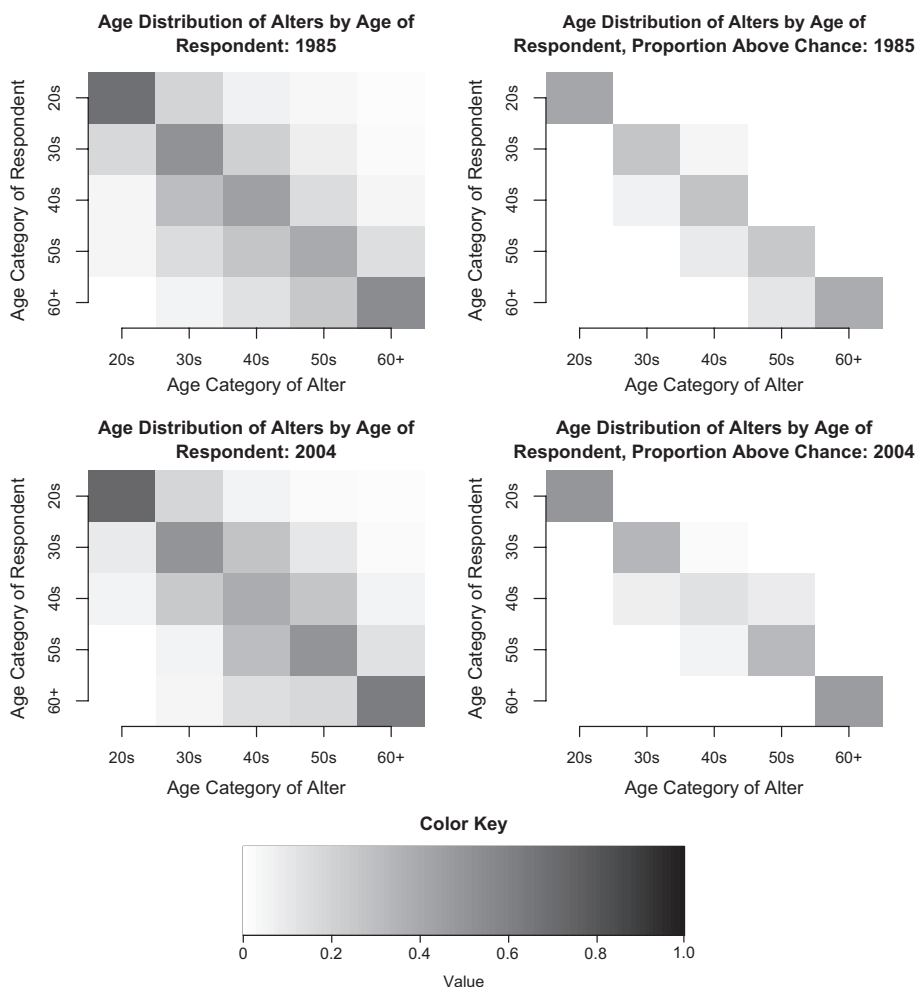 Age Distribution of Alters by Age of
Respondent: 1985
Age Category of Respondent
20s
30s
40s
50s
60+
20s 30s 40s 50s 60+
Age Category of Alter
Age Distribution of Alters by Age of
Respondent, Proportion Above Chance: 1985
Age Category of Respondent
20s
30s
40s
50s
60+
20s 30s 40s 50s 60+
Age Category of Alter
Age Distribution of Alters by Age of
Respondent: 2004
Age Category of Respondent
20s
30s
40s
50s
60+
20s 30s 40s 50s 60+
Age Category of Alter
Age Distribution of Alters by Age of
Respondent, Proportion Above Chance: 2004
Age Category of Respondent
20s
30s
40s
50s
60+
20s 30s 40s 50s 60+
Age Category of Alter
Color Key
0 0.2 0.4 0.6 0.8 1.0
Value